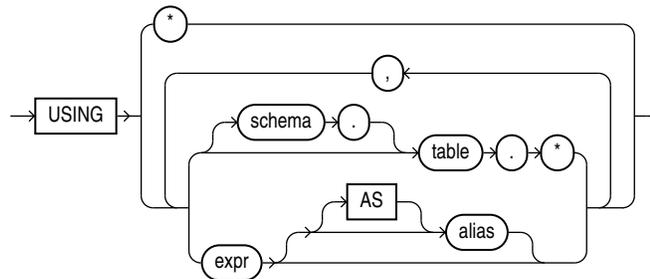 *
,
USING
schema .
table . *
AS
alias
expr